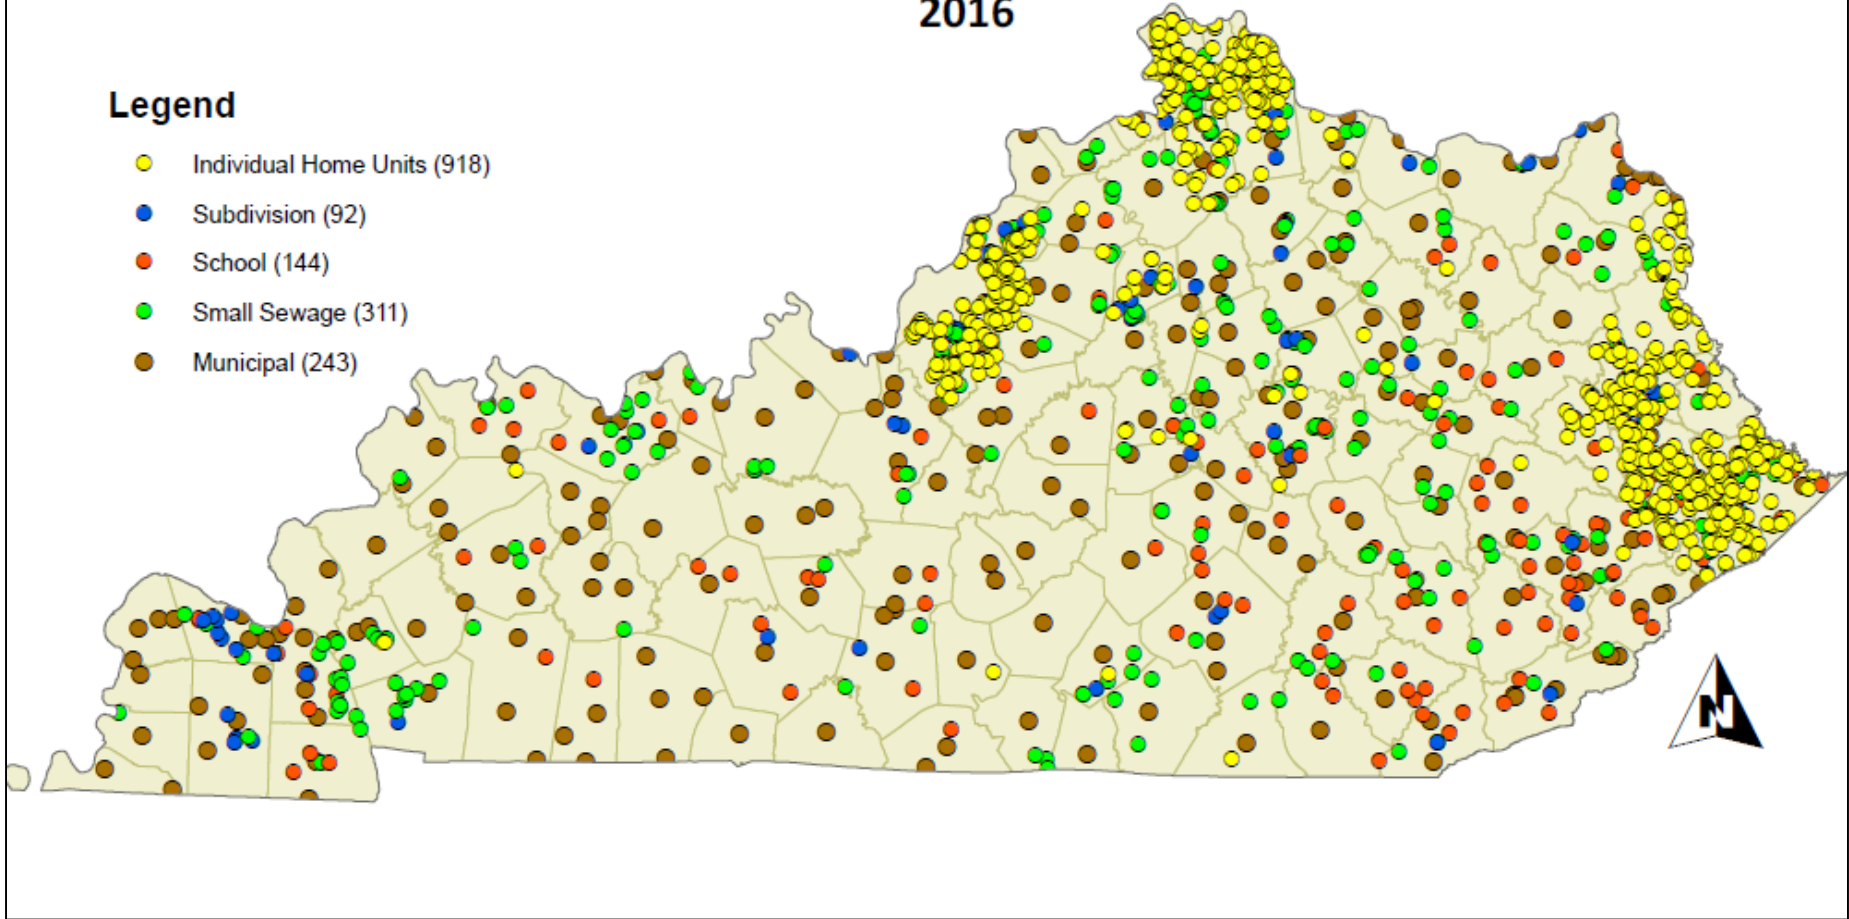 2016
Legend
Individual Home Units (918)
Subdivision (92)
School (144)
Small Sewage (311)
Municipal (243)
N